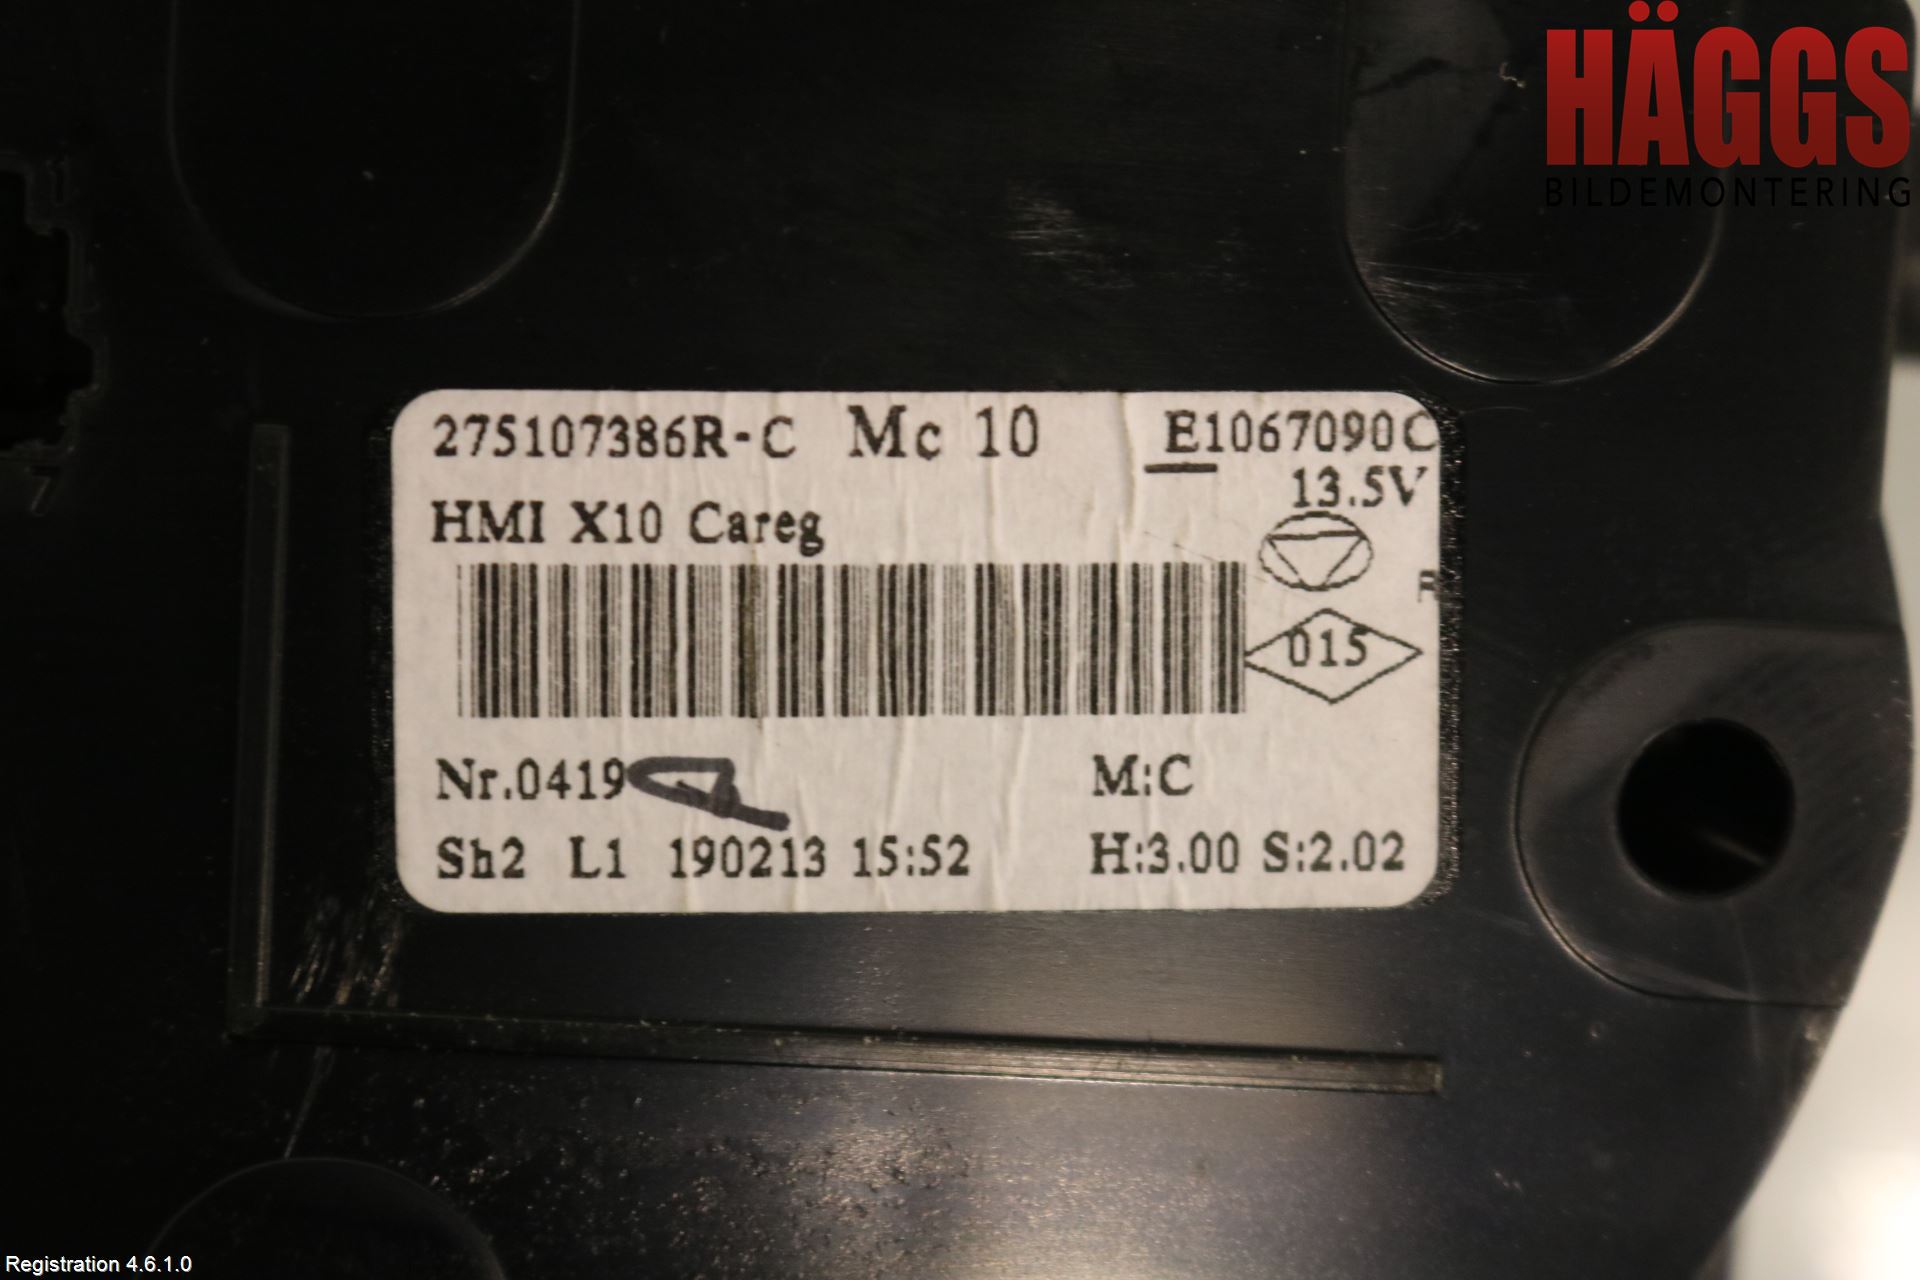 HÄGGS
BILDEMONTERING
275107386R-C Mc 10 E1067090C
13.5V
HMI X10 Careg
R
015
Nr.0419 M:C
Sh2 L1 190213 15:52 H:3.00 S:2.02
Registration 4.6.1.0